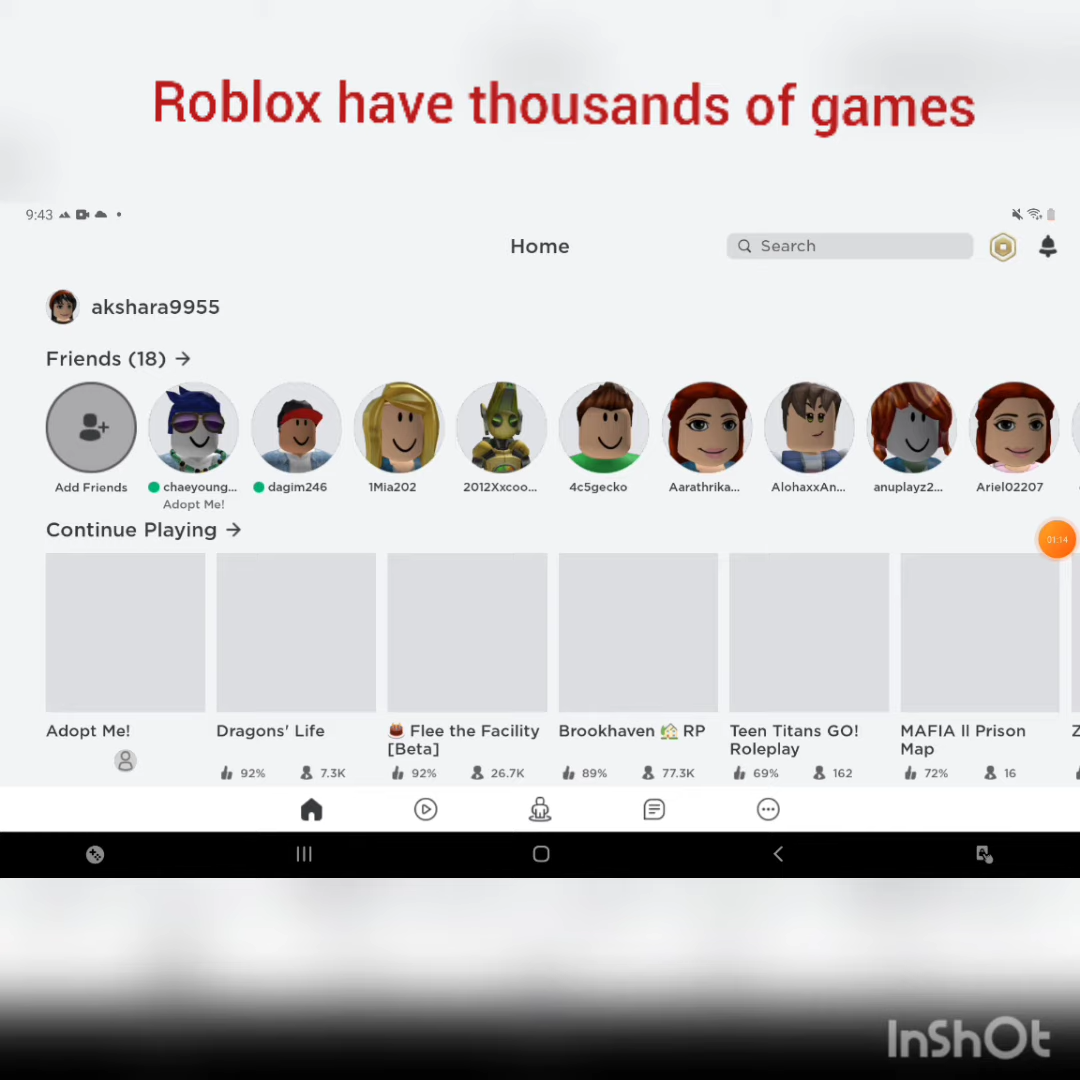 Roblox have thousands of games
9:43
Home
Search
akshara9955
Friends (18)
Add Friends
chaeyoung...
dagim246
1Mia202
2012Xxcoo...
4c5gecko
Aarathrika...
AlohaxxAn...
anuplayz2...
Ariel02207
Adopt Me!
Continue Playing
01:14
Adopt Me!
Dragons' Life
🎂 Flee the Facility
[Beta]
Brookhaven 🏡 RP
Teen Titans GO!
Roleplay
MAFIA ll Prison
Map
Z
92%
7.3K
92%
26.7K
89%
77.3K
69%
162
72%
16
InShOt